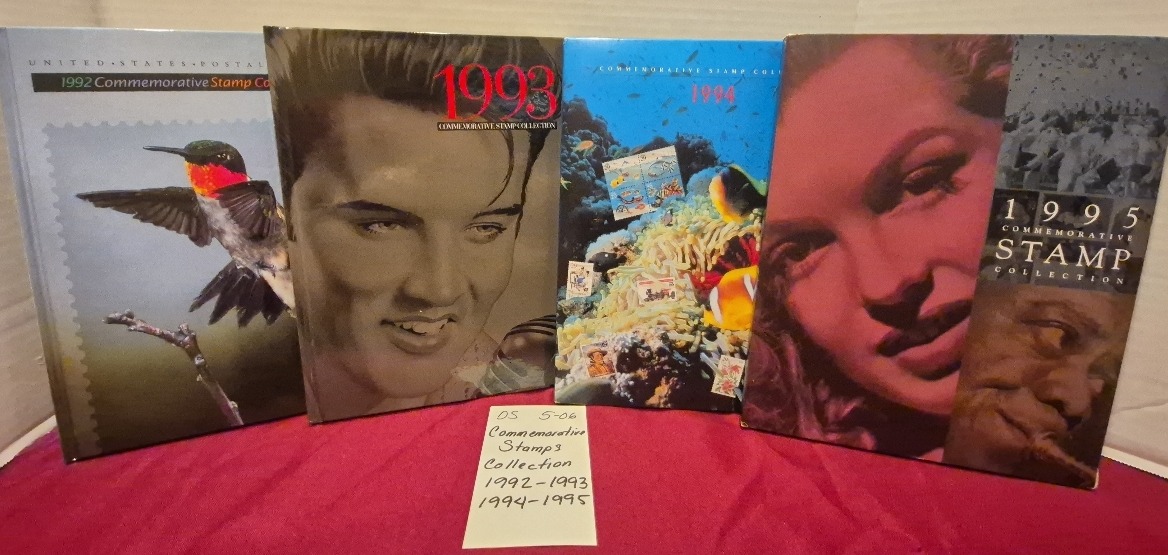 UNITED • STATES • POSTAL
1992 Commemorative Stamp Co
1993
COMMEMORATIVE STAMP COLLECTION
COMMEMORATIVE STAMP COLL
1994
1995
COMMEMORATIVE
STAMP
COLLECTION
DS 5-06
Commemorative
Stamps
Collection
1992-1993
1994-1995